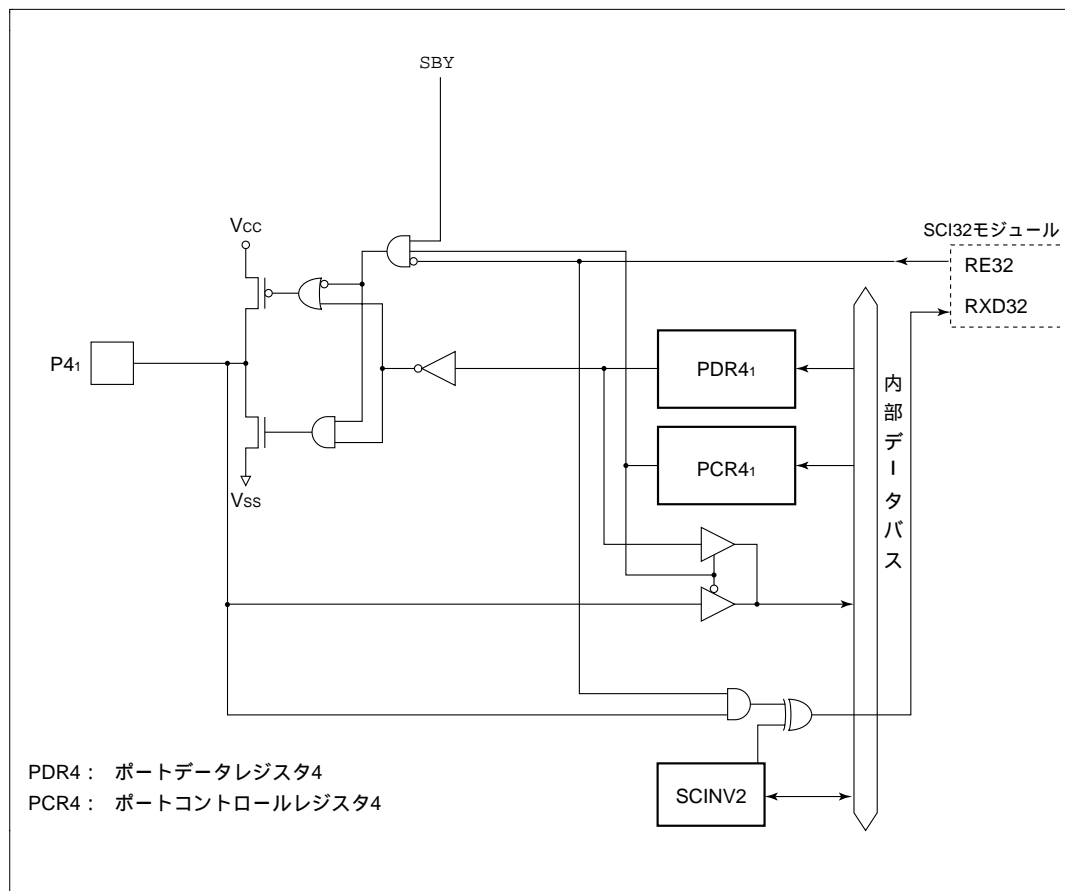 SBY
VCC
SCI32モジュール
RE32
RXD32
P41
PDR41
PCR41
内部データバス
VSS
SCINV2
PDR4： ポートデータレジスタ4
PCR4： ポートコントロールレジスタ4